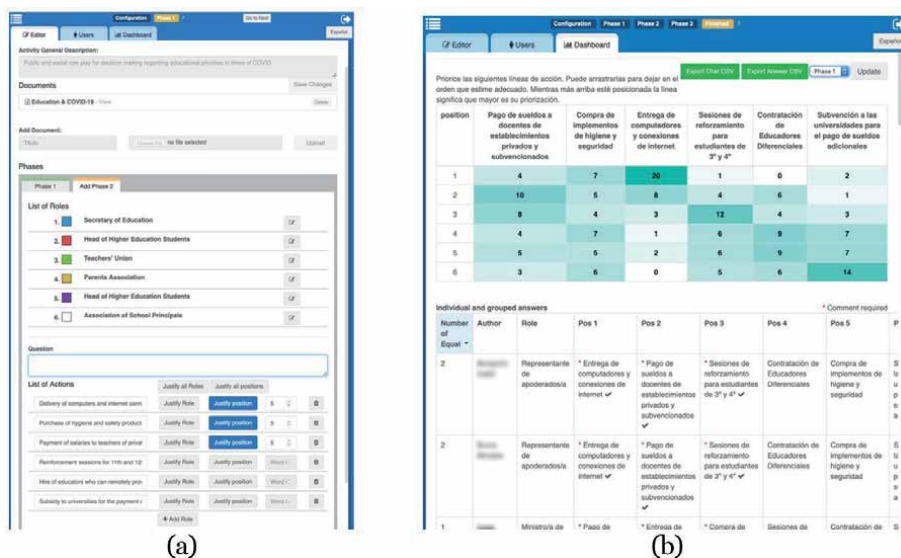 Configuration Phase 1 Go to Next
Editor Users Dashboard Español
Activity General Description:
Public and social role play for decision making regarding educational priorities in times of COVID
Documents Save Changes
Education & COVID-19 - View Delete
Add Document:
Título no file selected Upload
Phases
Phase 1 Add Phase 2
List of Roles
1. Secretary of Education
2. Head of Higher Education Students
3. Teachers' Union
4. Parents Association
5. Head of Higher Education Students
6. Association of School Principals
Question
List of Actions Justify all Roles Justify all positions
Delivery of computers and internet conn Justify Role Justify position 5
Purchase of hygiene and safety product Justify Role Justify position 5
Payment of salaries to teachers of privat Justify Role Justify position 5
Reinforcement sessions for 11th and 12t Justify Role Justify position
Hire of educators who can remotely prov Justify Role Justify position
Subsidy to universities for the payment o Justify Role Justify position
+ Add Role
(a)
Configuration Phase 1 Phase 2 Phase 3 Finished
Editor Users Dashboard Español
Priorice las siguientes líneas de acción. Puede arrastrarlas para dejar en el
orden que estime adecuado. Mientras más arriba esté posicionada la línea
significa que mayor es su priorización.
Export Chat CSV Export Answer CSV Phase 1 Update
position Pago de sueldos a docentes de establecimientos privados y subvencionados Compra de implementos de higiene y seguridad Entrega de computadores y conexiones de internet Sesiones de reforzamiento para estudiantes de 3° y 4° Contratación de Educadores Diferenciales Subvención a las universidades para el pago de sueldos adicionales
1 4 7 20 1 0 2
2 10 5 8 4 6 1
3 8 4 3 12 4 3
4 4 7 1 6 9 7
5 5 5 2 6 9 7
6 3 6 0 5 6 14
Individual and grouped answers * Comment required
Number of Equal Author Role Pos 1 Pos 2 Pos 3 Pos 4 Pos 5 P
2 Representante de apoderados/a * Entrega de computadores y conexiones de internet ✔ * Pago de sueldos a docentes de establecimientos privados y subvencionados ✔ * Sesiones de reforzamiento para estudiantes de 3° y 4° ✔ Contratación de Educadores Diferenciales Compra de implementos de higiene y seguridad
2 Representante de apoderados/a * Entrega de computadores y conexiones de internet ✔ * Pago de sueldos a docentes de establecimientos privados y subvencionados ✔ * Sesiones de reforzamiento para estudiantes de 3° y 4° ✔ Contratación de Educadores Diferenciales Compra de implementos de higiene y seguridad
1 Ministro/a de * Pago de * Entrega de * Compra de Sesiones de Contratación de S
(b)